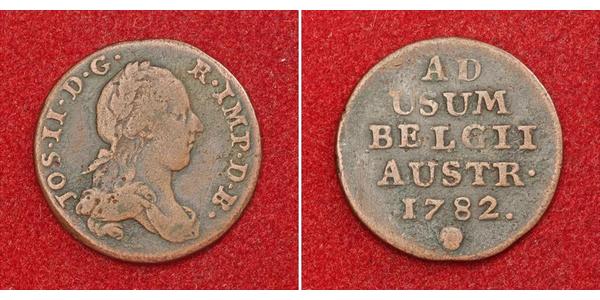 JOS·II·D·G· R·IMP·D·B·
AD
USUM
BELGII
AUSTR·
1782.